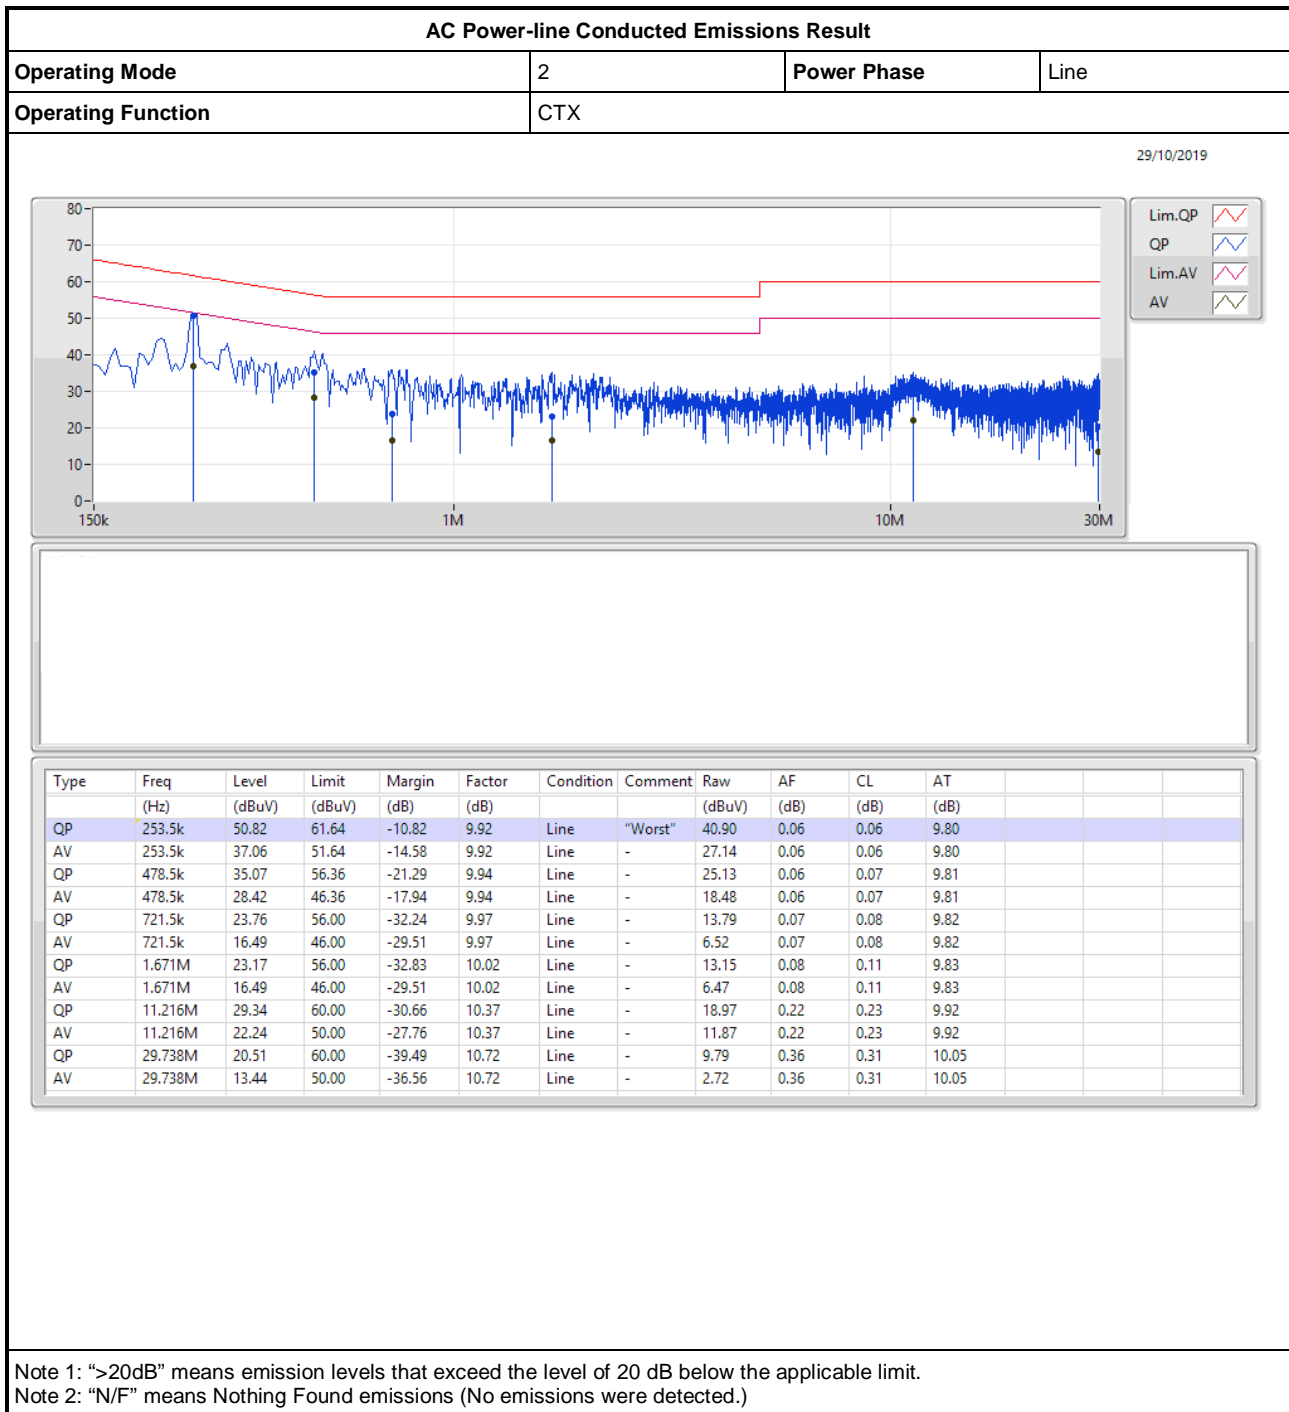 AC Power-line Conducted Emissions Result
Operating Mode 2 Power Phase Line
Operating Function CTX
29/10/2019
80
70
60
50
40
30
20
10
0
150k 1M 10M 30M
Lim.QP
QP
Lim.AV
AV
Type Freq Level Limit Margin Factor Condition Comment Raw AF CL AT
(Hz) (dBuV) (dBuV) (dB) (dB) (dBuV) (dB) (dB) (dB)
QP 253.5k 50.82 61.64 -10.82 9.92 Line "Worst" 40.90 0.06 0.06 9.80
AV 253.5k 37.06 51.64 -14.58 9.92 Line - 27.14 0.06 0.06 9.80
QP 478.5k 35.07 56.36 -21.29 9.94 Line - 25.13 0.06 0.07 9.81
AV 478.5k 28.42 46.36 -17.94 9.94 Line - 18.48 0.06 0.07 9.81
QP 721.5k 23.76 56.00 -32.24 9.97 Line - 13.79 0.07 0.08 9.82
AV 721.5k 16.49 46.00 -29.51 9.97 Line - 6.52 0.07 0.08 9.82
QP 1.671M 23.17 56.00 -32.83 10.02 Line - 13.15 0.08 0.11 9.83
AV 1.671M 16.49 46.00 -29.51 10.02 Line - 6.47 0.08 0.11 9.83
QP 11.216M 29.34 60.00 -30.66 10.37 Line - 18.97 0.22 0.23 9.92
AV 11.216M 22.24 50.00 -27.76 10.37 Line - 11.87 0.22 0.23 9.92
QP 29.738M 20.51 60.00 -39.49 10.72 Line - 9.79 0.36 0.31 10.05
AV 29.738M 13.44 50.00 -36.56 10.72 Line - 2.72 0.36 0.31 10.05
Note 1: “>20dB” means emission levels that exceed the level of 20 dB below the applicable limit.
Note 2: “N/F” means Nothing Found emissions (No emissions were detected.)